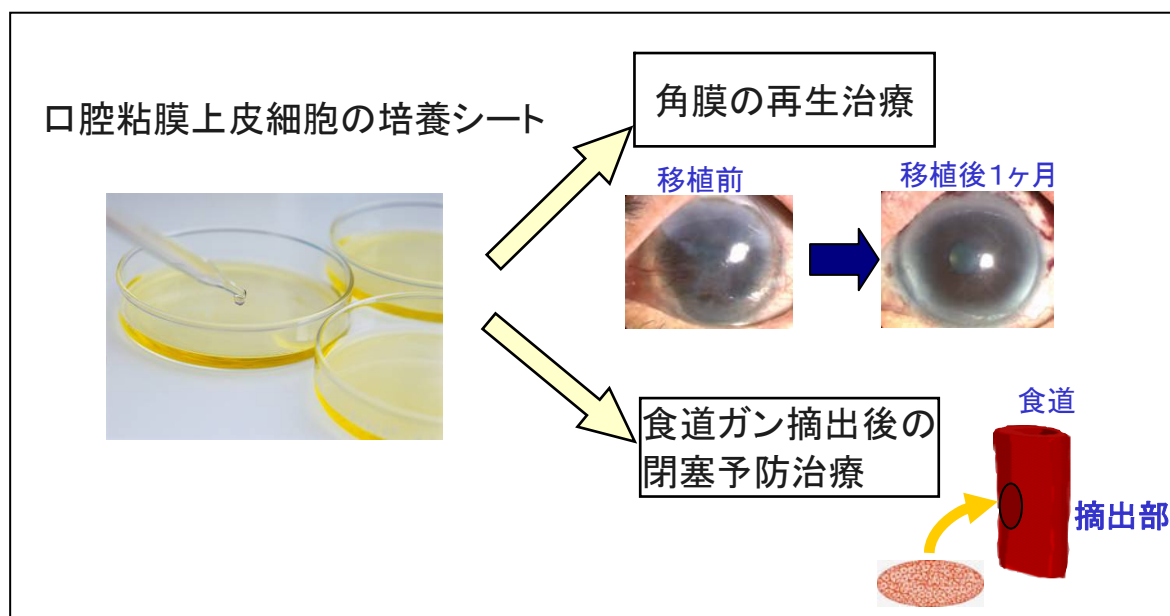 口腔粘膜上皮細胞の培養シート
角膜の再生治療
移植前
移植後1ヶ月
食道ガン摘出後の
閉塞予防治療
食道
摘出部